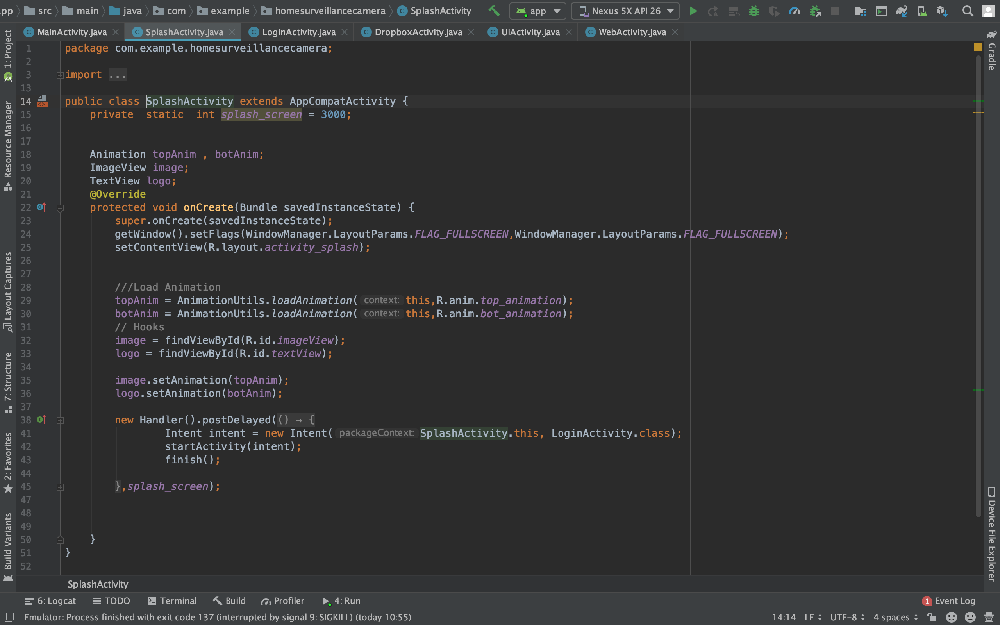 pp src main java com example homesurveillancecamera SplashActivity app Nexus 5X API 26
MainActivity.java SplashActivity.java LoginActivity.java DropboxActivity.java UiActivity.java WebActivity.java
1: Project
Resource Manager
Layout Captures
7: Structure
2: Favorites
Build Variants
1 package com.example.homesurveillancecamera;
2
3 import ...
13
14 public class SplashActivity extends AppCompatActivity {
15 private static int splash_screen = 3000;
16
17
18 Animation topAnim , botAnim;
19 ImageView image;
20 TextView logo;
21 @Override
22 protected void onCreate(Bundle savedInstanceState) {
23 super.onCreate(savedInstanceState);
24 getWindow().setFlags(WindowManager.LayoutParams.FLAG_FULLSCREEN,WindowManager.LayoutParams.FLAG_FULLSCREEN);
25 setContentView(R.layout.activity_splash);
26
27
28 ///Load Animation
29 topAnim = AnimationUtils.loadAnimation( context: this,R.anim.top_animation);
30 botAnim = AnimationUtils.loadAnimation( context: this,R.anim.bot_animation);
31 // Hooks
32 image = findViewById(R.id.imageView);
33 logo = findViewById(R.id.textView);
34
35 image.setAnimation(topAnim);
36 logo.setAnimation(botAnim);
37
38 new Handler().postDelayed(() → {
41 Intent intent = new Intent( packageContext: SplashActivity.this, LoginActivity.class);
42 startActivity(intent);
43 finish();
44
45 },splash_screen);
47
48
49
50 }
51 }
52
Gradle
Device File Explorer
SplashActivity
6: Logcat TODO Terminal Build Profiler 4: Run 1 Event Log
Emulator: Process finished with exit code 137 (interrupted by signal 9: SIGKILL) (today 10:55) 14:14 LF UTF-8 4 spaces